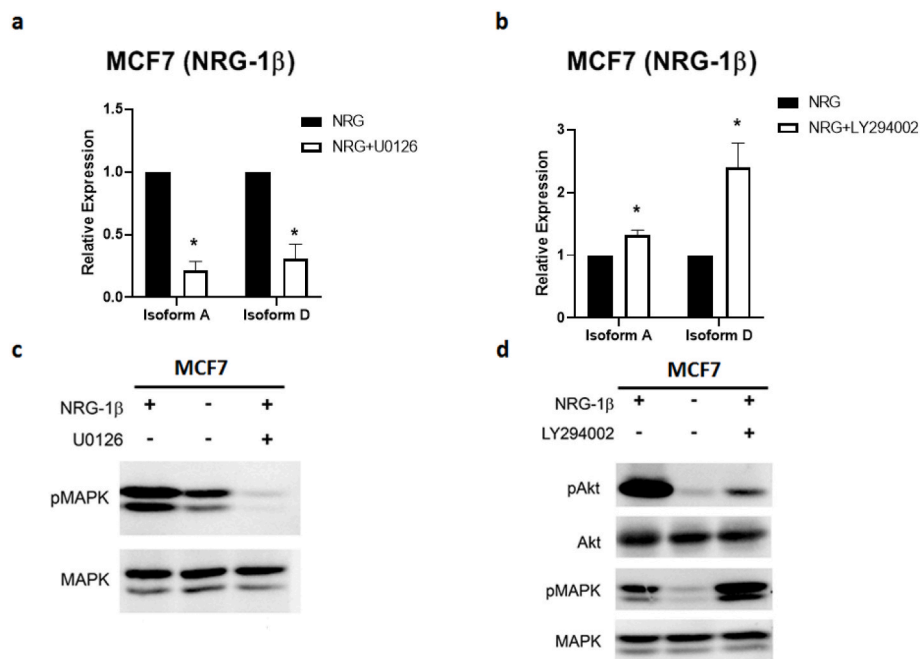 a
MCF7 (NRG-1β)
1.5
1.0
0.5
0.0
Relative Expression
NRG
NRG+U0126
*
*
Isoform A
Isoform D
b
MCF7 (NRG-1β)
3
2
1
0
Relative Expression
NRG
NRG+LY294002
*
*
Isoform A
Isoform D
c
MCF7
NRG-1β + - +
U0126 - - +
pMAPK
MAPK
d
MCF7
NRG-1β + - +
LY294002 - - +
pAkt
Akt
pMAPK
MAPK